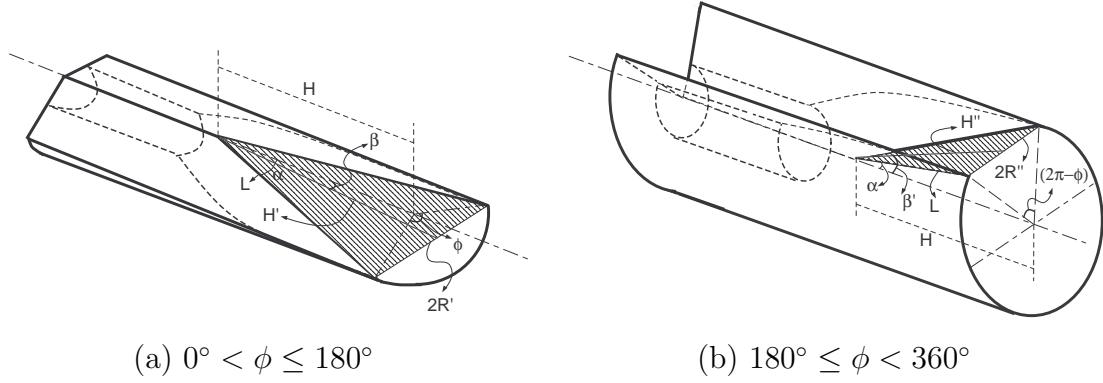 H
β
α
L
H'
ϕ
2R'
H"
2R"
(2π−ϕ)
α
β'
L
H
(a) 0° < ϕ ≤ 180°
(b) 180° ≤ ϕ < 360°